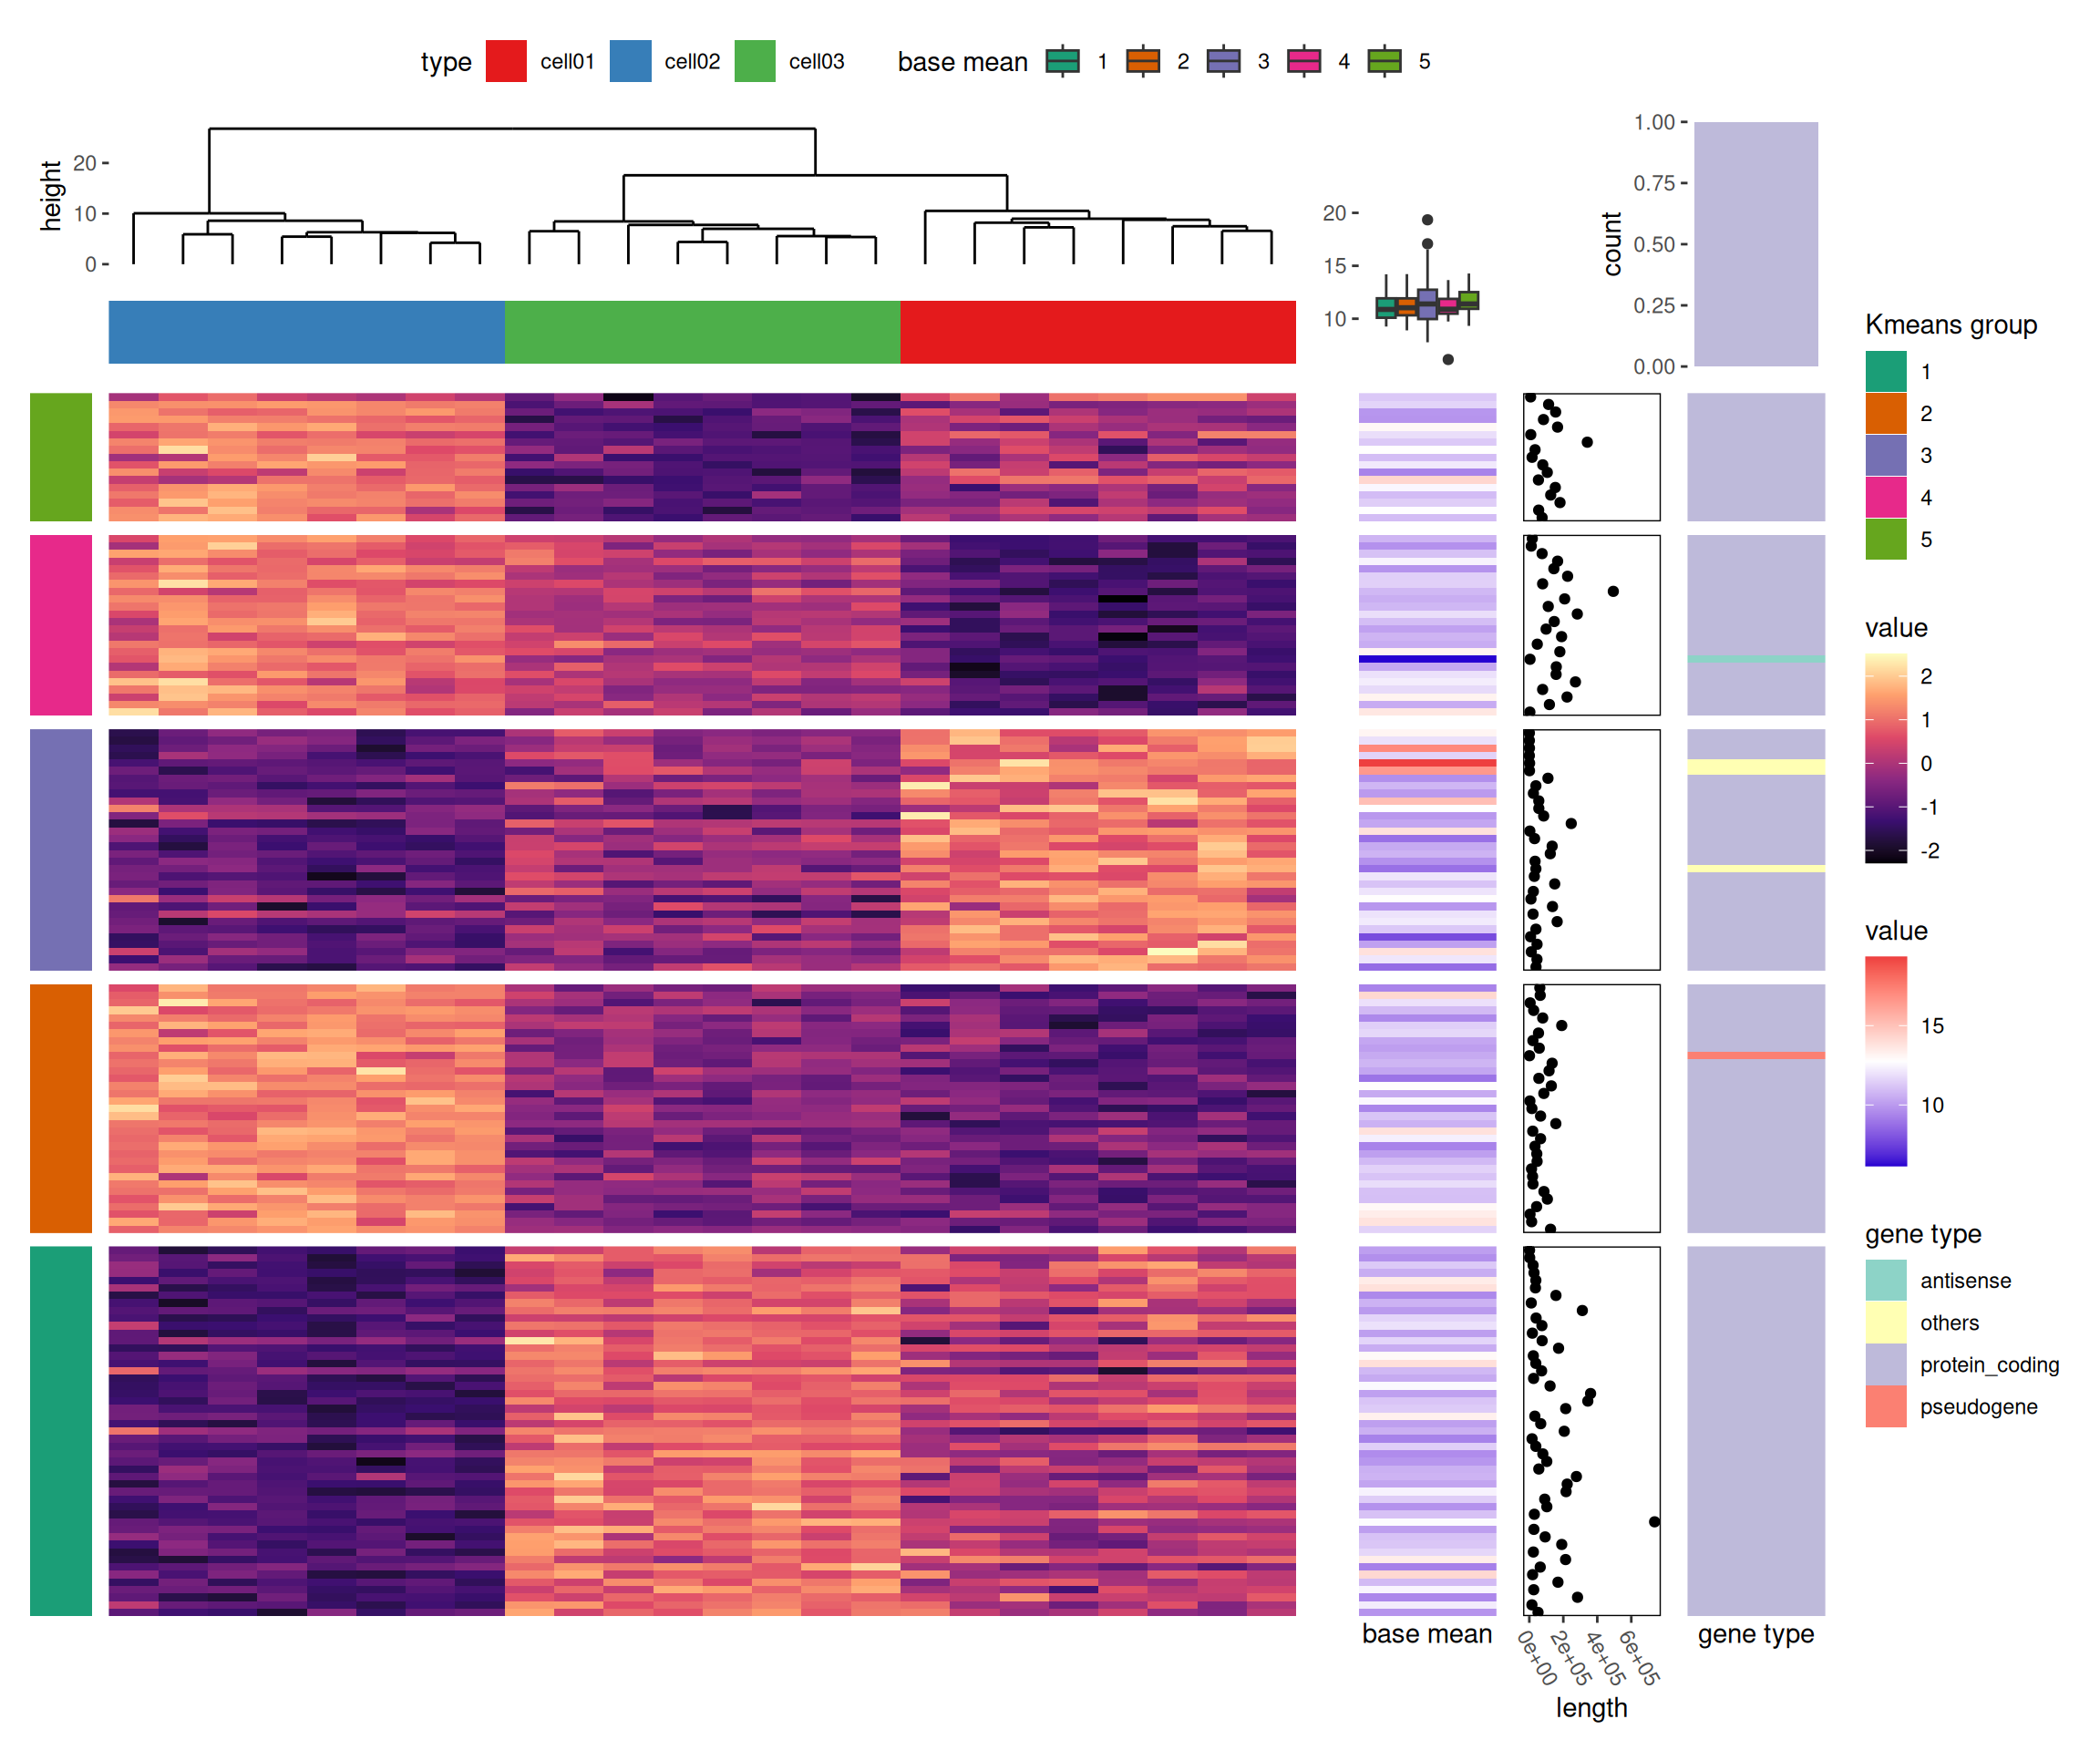 type cell01 cell02 cell03 base mean 1 2 3 4 5
height
20
10
0
20
15
10
count
1.00
0.75
0.50
0.25
0.00
Kmeans group
1
2
3
4
5
value
2
1
0
-1
-2
value
15
10
gene type
antisense
others
protein_coding
pseudogene
base mean
0e+00 2e+05 4e+05 6e+05
length
gene type